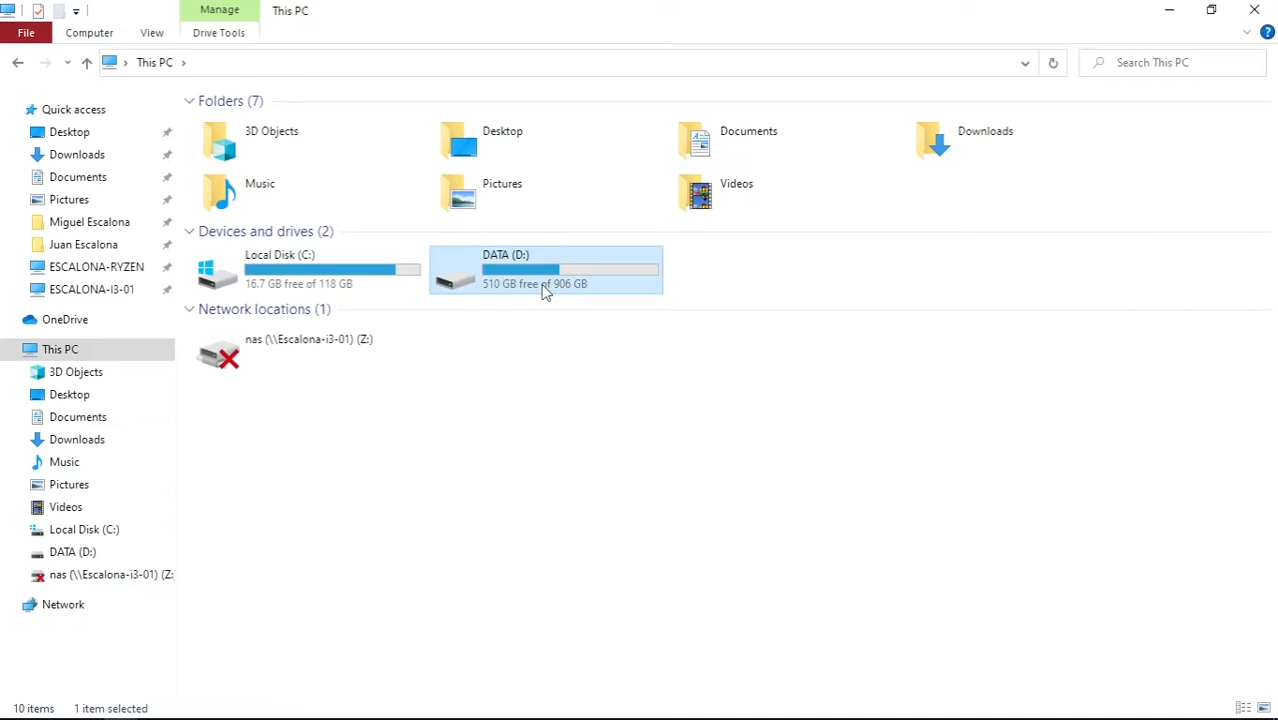 Manage
This PC
File
Computer
View
Drive Tools
This PC
Search This PC
Quick access
Desktop
Downloads
Documents
Pictures
Miguel Escalona
Juan Escalona
ESCALONA-RYZEN
ESCALONA-I3-01
OneDrive
This PC
3D Objects
Desktop
Documents
Downloads
Music
Pictures
Videos
Local Disk (C:)
DATA (D:)
nas (\\Escalona-i3-01) (Z:
Network
Folders (7)
3D Objects
Desktop
Documents
Downloads
Music
Pictures
Videos
Devices and drives (2)
Local Disk (C:)
16.7 GB free of 118 GB
DATA (D:)
510 GB free of 906 GB
Network locations (1)
nas (\\Escalona-i3-01) (Z:)
10 items
1 item selected